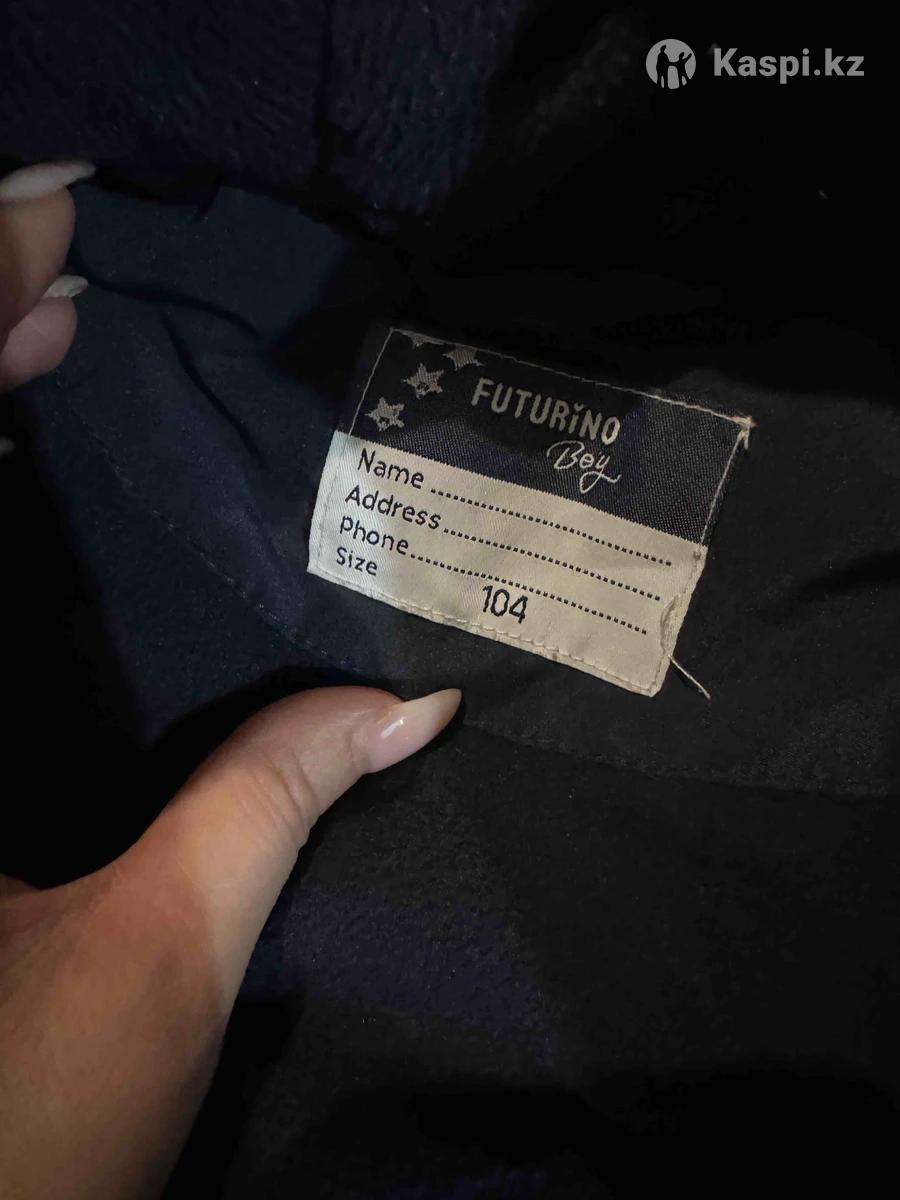 Kaspi.kz
FUTURiNO
Boy
Name ........................
Address ........................
phone ........................
Size
104